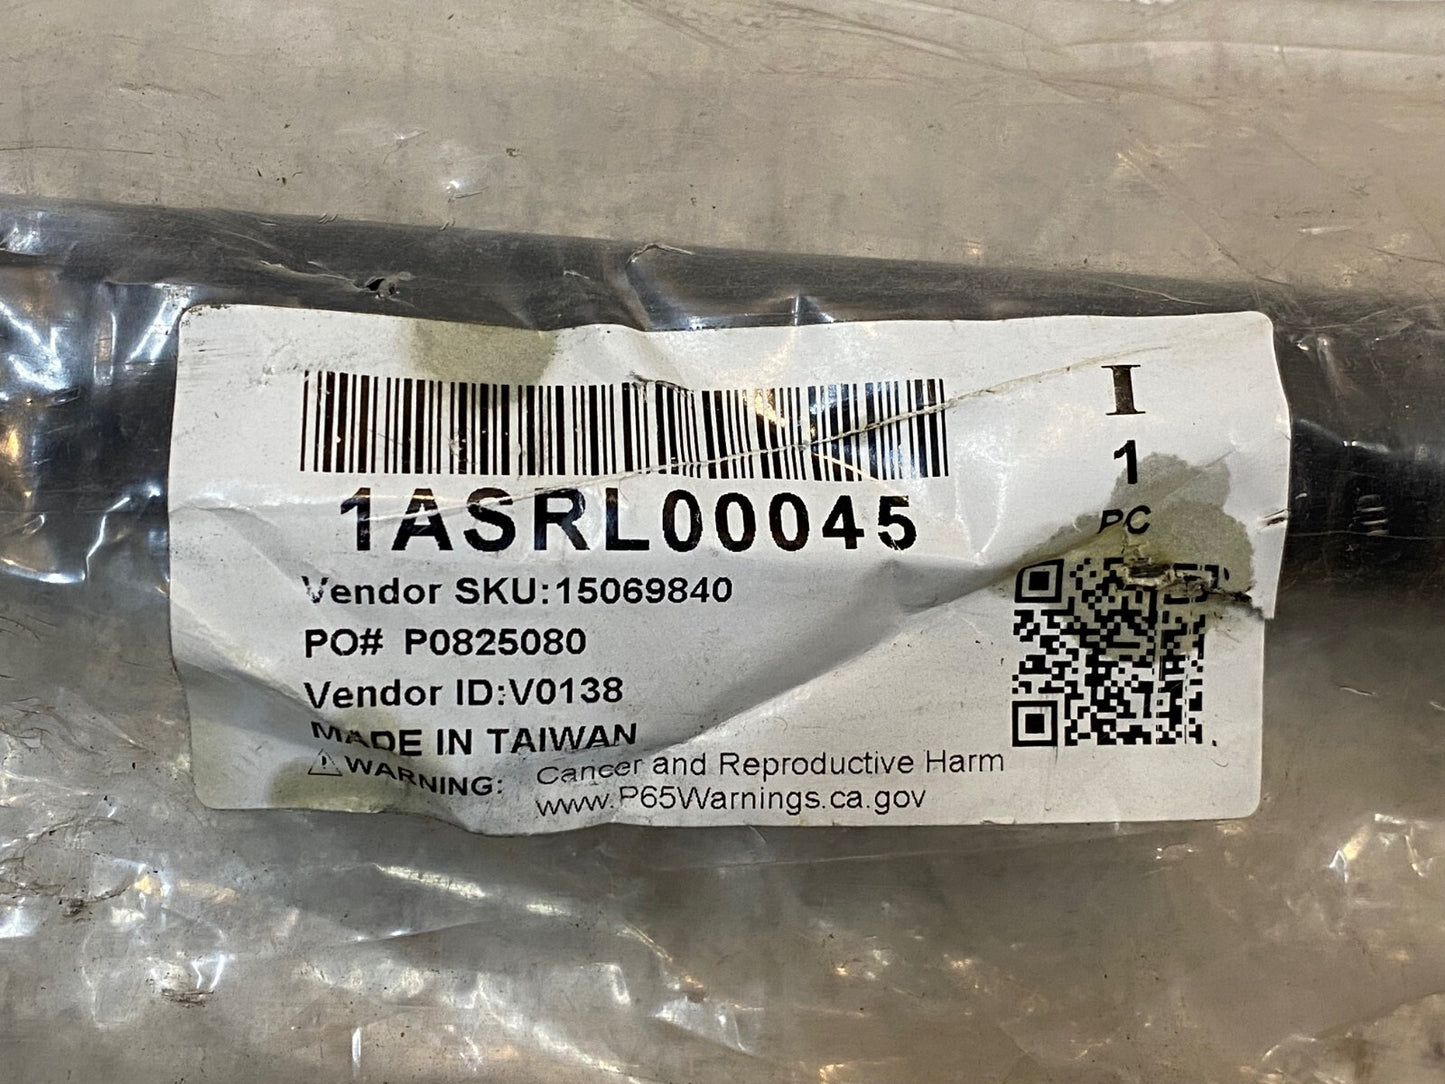 1ASRL00045
Vendor SKU:15069840
PO# P0825080
Vendor ID:V0138
MADE IN TAIWAN
⚠WARNING: Cancer and Reproductive Harm
www.P65Warnings.ca.gov
I
1
PC